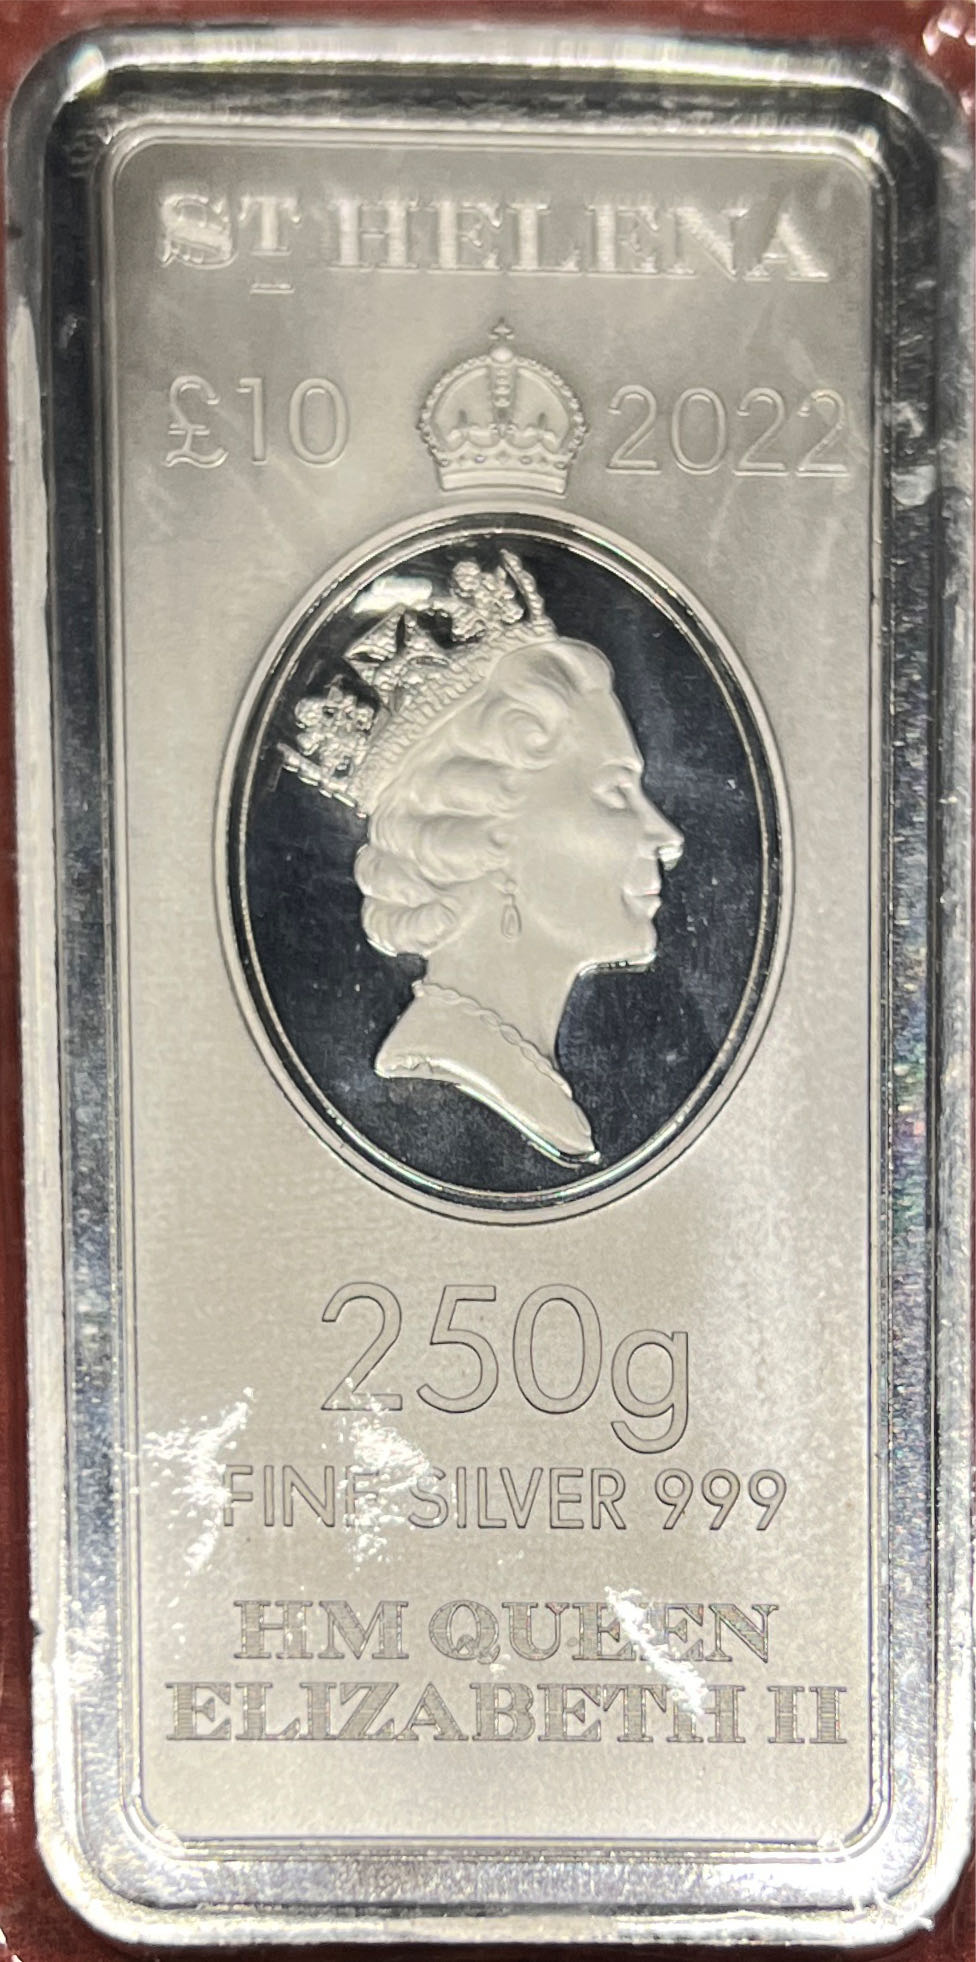 ST HELENA
£10 2022
250g
FINE SILVER 999
HM QUEEN
ELIZABETH II